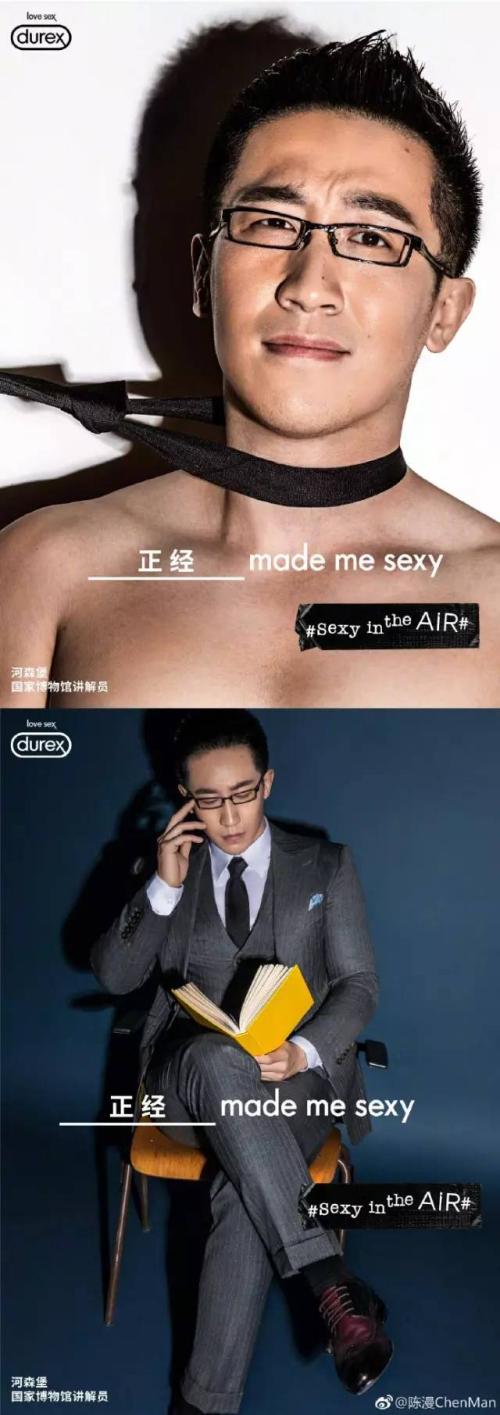 love sex
durex
正经 made me sexy
#Sexy in the AiR#
河森堡
国家博物馆讲解员
love sex
durex
正经 made me sexy
#Sexy in the AiR#
河森堡
国家博物馆讲解员
@陈漫ChenMan